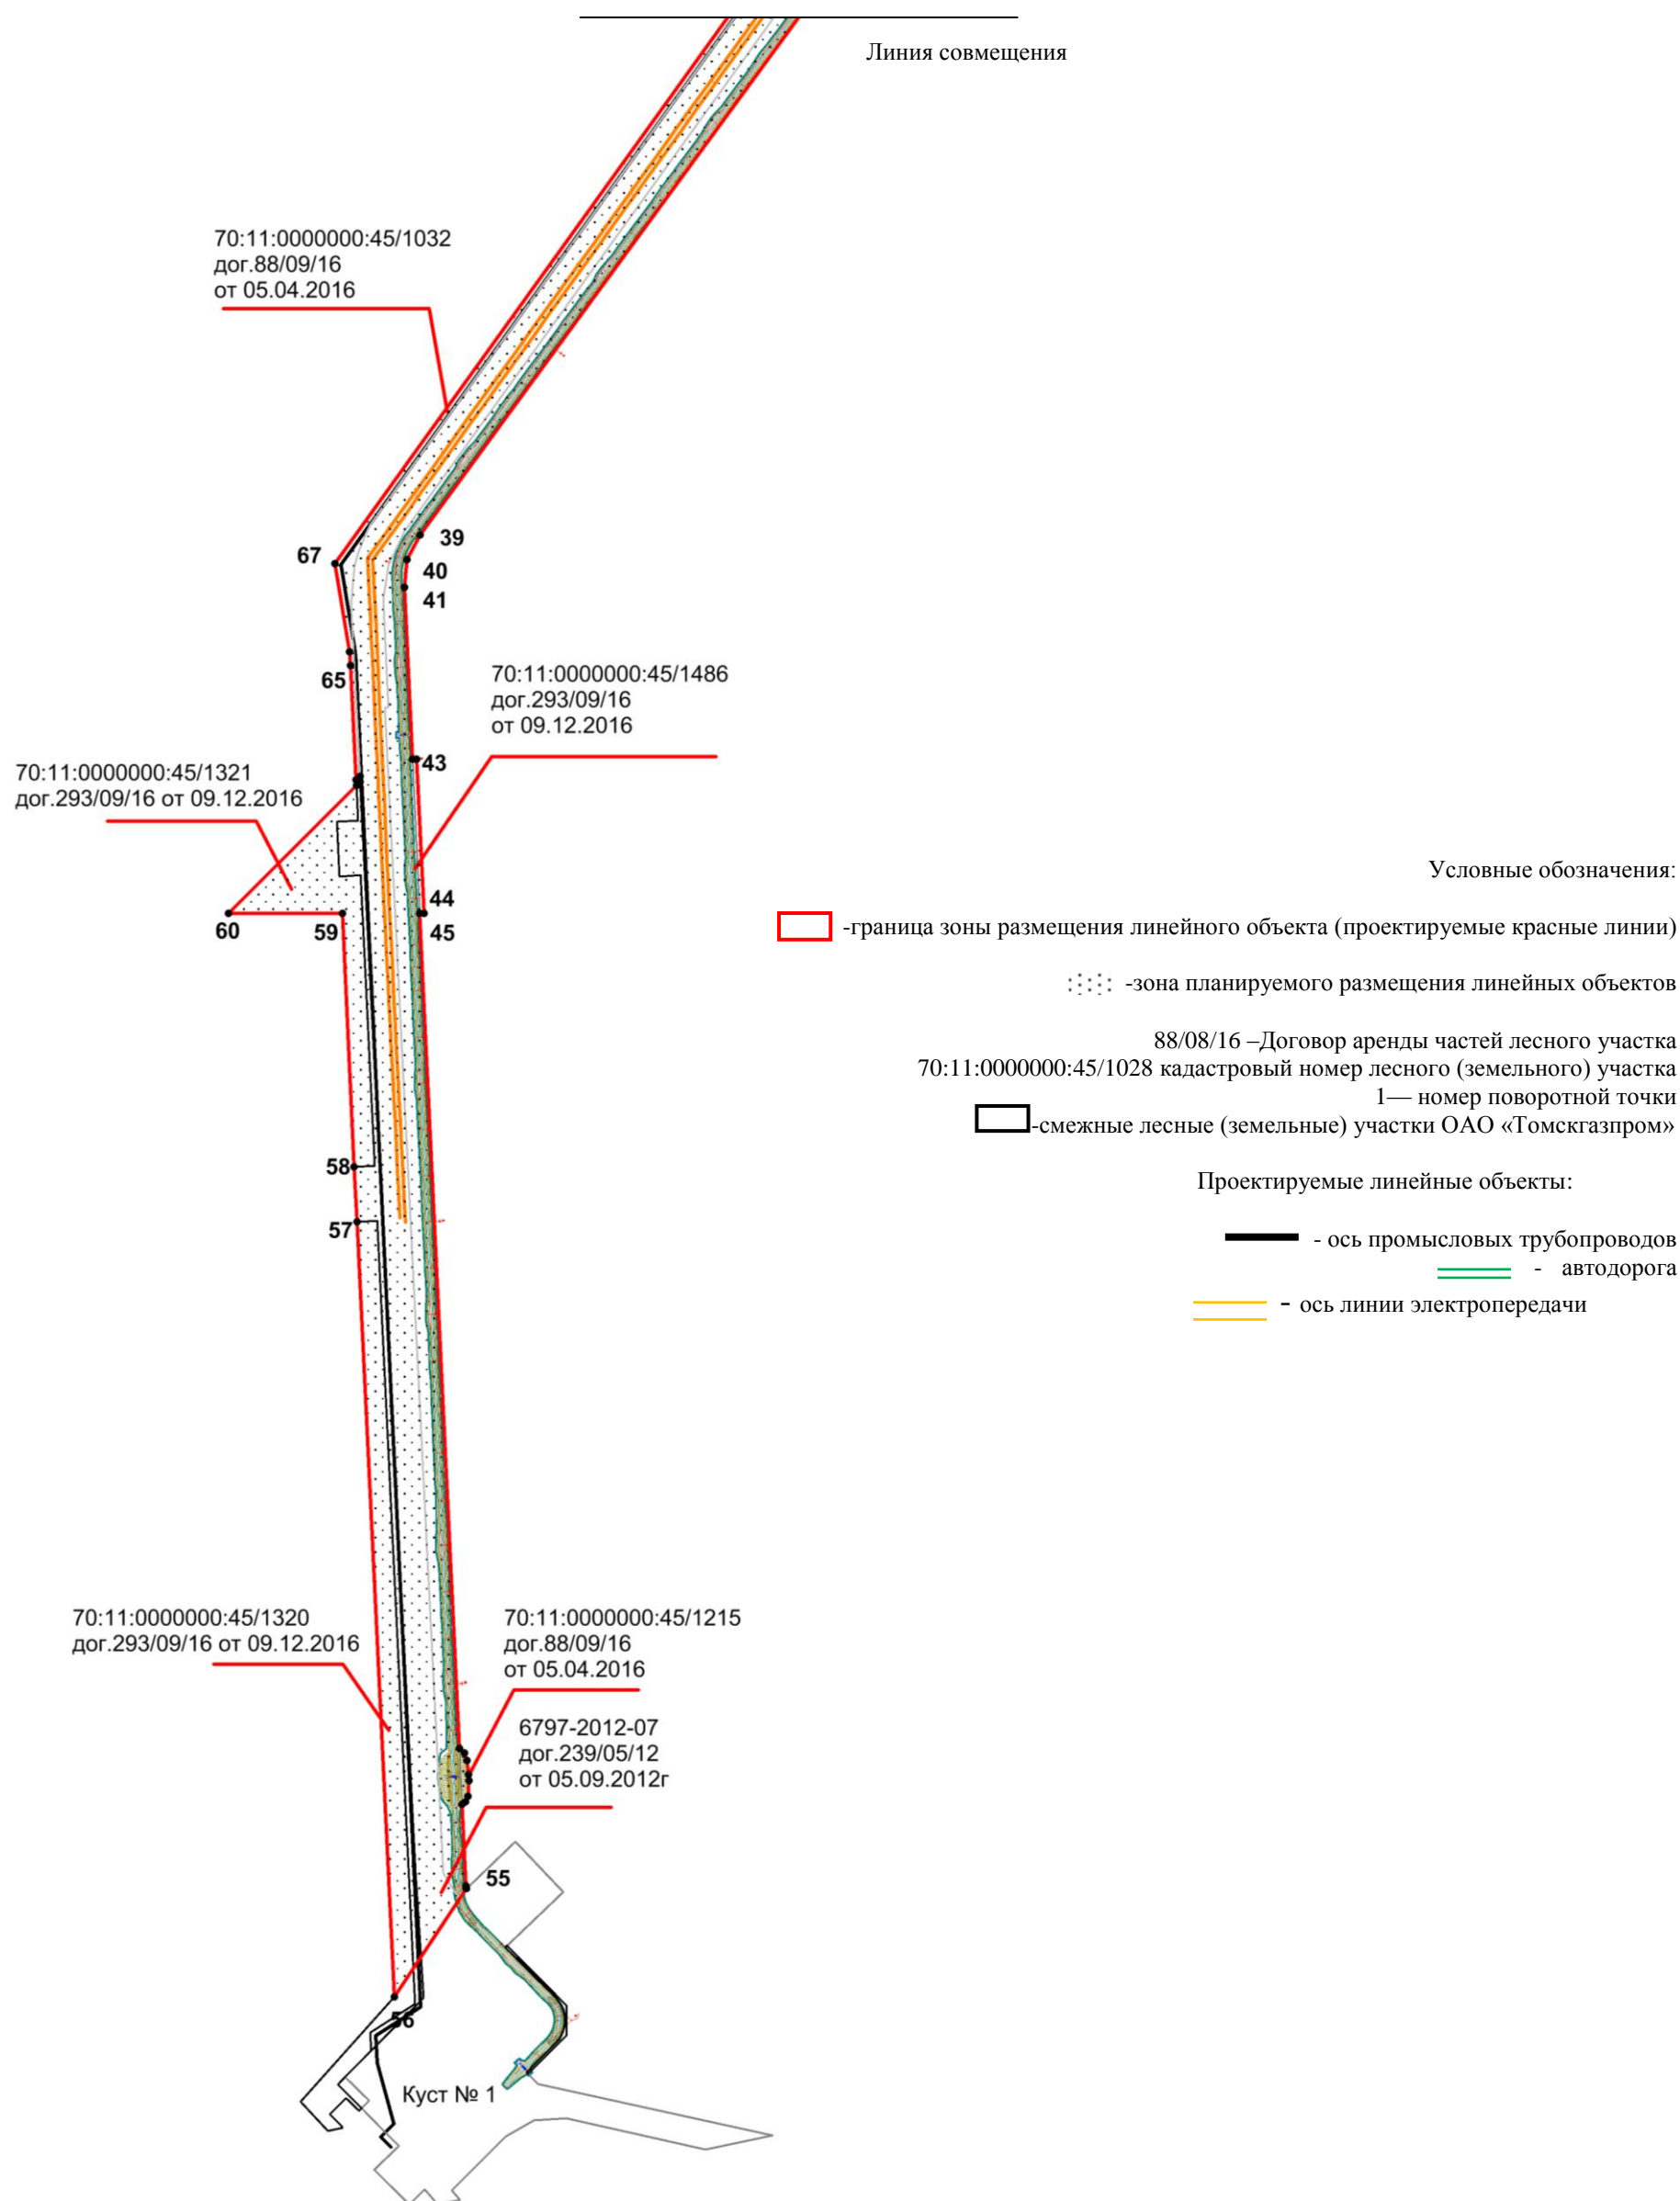 Линия совмещения
70:11:0000000:45/1032
дог.88/09/16
от 05.04.2016
39
67
40
41
65
70:11:0000000:45/1486
дог.293/09/16
от 09.12.2016
43
70:11:0000000:45/1321
дог.293/09/16 от 09.12.2016
44
60
59
45
Условные обозначения:
-граница зоны размещения линейного объекта (проектируемые красные линии)
-зона планируемого размещения линейных объектов
88/08/16 –Договор аренды частей лесного участка
70:11:0000000:45/1028 кадастровый номер лесного (земельного) участка
1— номер поворотной точки
-смежные лесные (земельные) участки ОАО «Томскгазпром»
Проектируемые линейные объекты:
- ось промысловых трубопроводов
- автодорога
- ось линии электропередачи
58
57
70:11:0000000:45/1320
дог.293/09/16 от 09.12.2016
70:11:0000000:45/1215
дог.88/09/16
от 05.04.2016
6797-2012-07
дог.239/05/12
от 05.09.2012г
55
56
Куст № 1